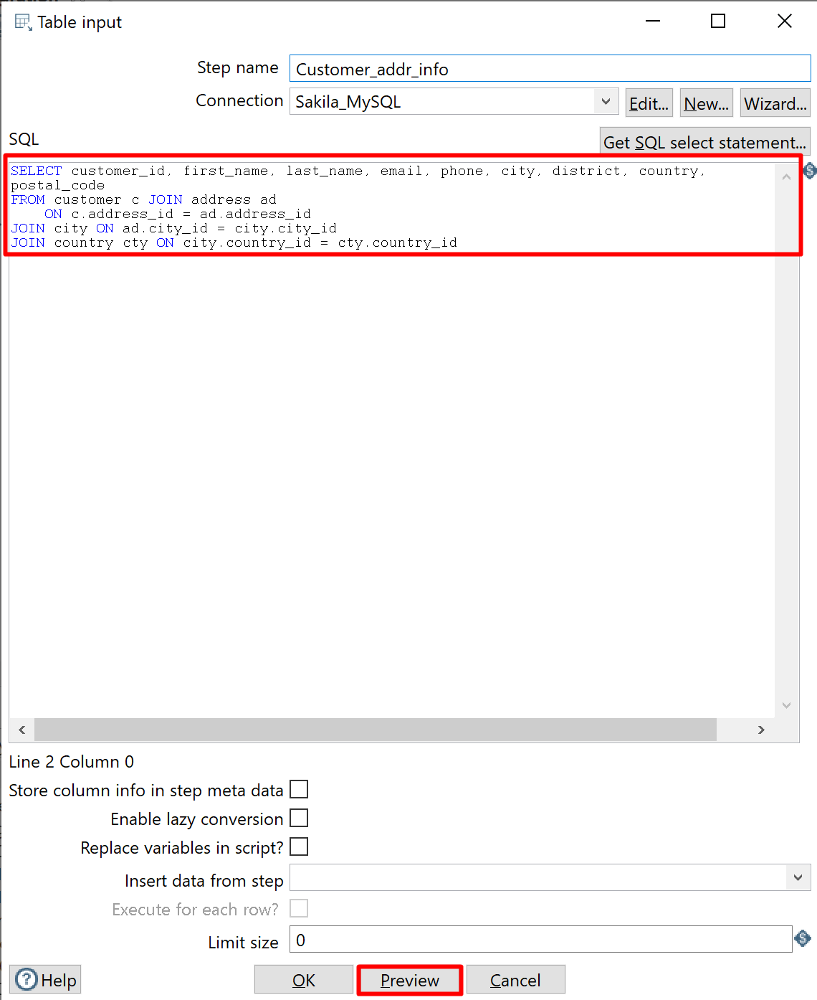 Table input
Step name Customer_addr_info
Connection Sakila_MySQL Edit... New... Wizard...
SQL Get SQL select statement...
SELECT customer_id, first_name, last_name, email, phone, city, district, country,
postal_code
FROM customer c JOIN address ad
    ON c.address_id = ad.address_id
JOIN city ON ad.city_id = city.city_id
JOIN country cty ON city.country_id = cty.country_id
Line 2 Column 0
Store column info in step meta data
Enable lazy conversion
Replace variables in script?
Insert data from step
Execute for each row?
Limit size 0
Help OK Preview Cancel